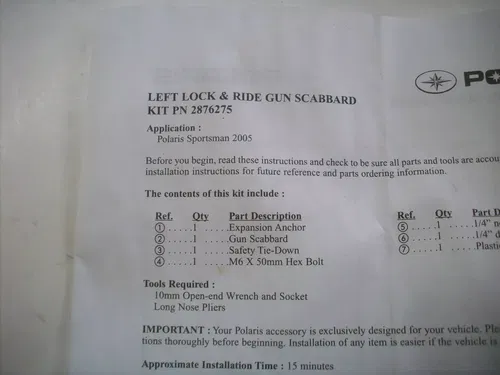 PO
LEFT LOCK & RIDE GUN SCABBARD
KIT PN 2876275
Application :
Polaris Sportsman 2005
Before you begin, read these instructions and check to be sure all parts and tools are accou
installation instructions for future reference and parts ordering information.
The contents of this kit include :
Ref. Qty Part Description Ref. Qty Part D
① . . . . . 1 . . . . . Expansion Anchor ⑤ . . . . . 1 . . . . . 1/4" n
② . . . . . 1 . . . . . Gun Scabbard ⑥ . . . . . 1 . . . . . 1/4" d
③ . . . . . 1 . . . . . Safety Tie-Down ⑦ . . . . . 1 . . . . . Plasti
④ . . . . . 1 . . . . . M6 X 50mm Hex Bolt
Tools Required :
10mm Open-end Wrench and Socket
Long Nose Pliers
IMPORTANT : Your Polaris accessory is exclusively designed for your vehicle. Ple
tions thoroughly before beginning. Installation of any item is easier if the vehicle is
Approximate Installation Time : 15 minutes